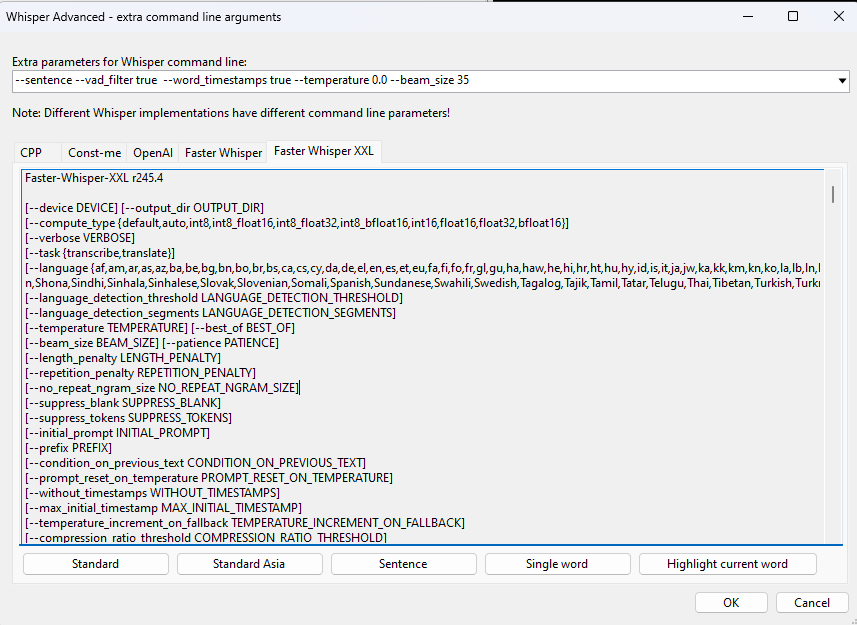 Whisper Advanced - extra command line arguments
Extra parameters for Whisper command line:
--sentence --vad_filter true  --word_timestamps true --temperature 0.0 --beam_size 35
Note: Different Whisper implementations have different command line parameters!
CPP Const-me OpenAI Faster Whisper Faster Whisper XXL
Faster-Whisper-XXL r245.4
[--device DEVICE] [--output_dir OUTPUT_DIR]
[--compute_type {default,auto,int8,int8_float16,int8_float32,int8_bfloat16,int16,float16,float32,bfloat16}]
[--verbose VERBOSE]
[--task {transcribe,translate}]
[--language {af,am,ar,as,az,ba,be,bg,bn,bo,br,bs,ca,cs,cy,da,de,el,en,es,et,eu,fa,fi,fo,fr,gl,gu,ha,haw,he,hi,hr,ht,hu,hy,id,is,it,ja,jw,ka,kk,km,kn,ko,la,lb,ln,
n,Shona,Sindhi,Sinhala,Sinhalese,Slovak,Slovenian,Somali,Spanish,Sundanese,Swahili,Swedish,Tagalog,Tajik,Tamil,Tatar,Telugu,Thai,Tibetan,Turkish,
[--language_detection_threshold LANGUAGE_DETECTION_THRESHOLD]
[--language_detection_segments LANGUAGE_DETECTION_SEGMENTS]
[--temperature TEMPERATURE] [--best_of BEST_OF]
[--beam_size BEAM_SIZE] [--patience PATIENCE]
[--length_penalty LENGTH_PENALTY]
[--repetition_penalty REPETITION_PENALTY]
[--no_repeat_ngram_size NO_REPEAT_NGRAM_SIZE]
[--suppress_blank SUPPRESS_BLANK]
[--suppress_tokens SUPPRESS_TOKENS]
[--initial_prompt INITIAL_PROMPT]
[--prefix PREFIX]
[--condition_on_previous_text CONDITION_ON_PREVIOUS_TEXT]
[--prompt_reset_on_temperature PROMPT_RESET_ON_TEMPERATURE]
[--without_timestamps WITHOUT_TIMESTAMPS]
[--max_initial_timestamp MAX_INITIAL_TIMESTAMP]
[--temperature_increment_on_fallback TEMPERATURE_INCREMENT_ON_FALLBACK]
[--compression_ratio_threshold COMPRESSION_RATIO_THRESHOLD]
Standard Standard Asia Sentence Single word Highlight current word
OK Cancel